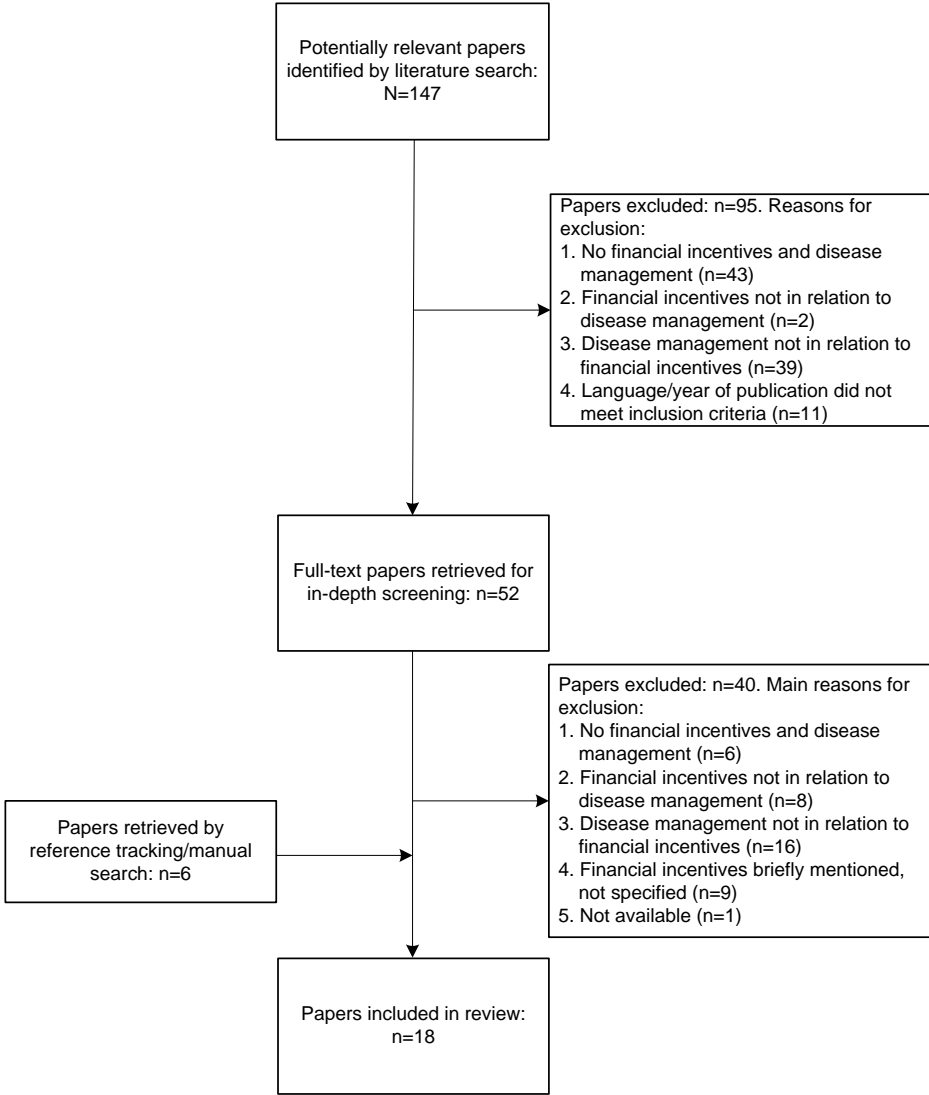 Potentially relevant papers
identified by literature search:
N=147
Papers excluded: n=95. Reasons for
exclusion:
1. No financial incentives and disease
management (n=43)
2. Financial incentives not in relation to
disease management (n=2)
3. Disease management not in relation to
financial incentives (n=39)
4. Language/year of publication did not
meet inclusion criteria (n=11)
Full-text papers retrieved for
in-depth screening: n=52
Papers excluded: n=40. Main reasons for
exclusion:
1. No financial incentives and disease
management (n=6)
2. Financial incentives not in relation to
disease management (n=8)
3. Disease management not in relation to
financial incentives (n=16)
4. Financial incentives briefly mentioned,
not specified (n=9)
5. Not available (n=1)
Papers retrieved by
reference tracking/manual
search: n=6
Papers included in review:
n=18